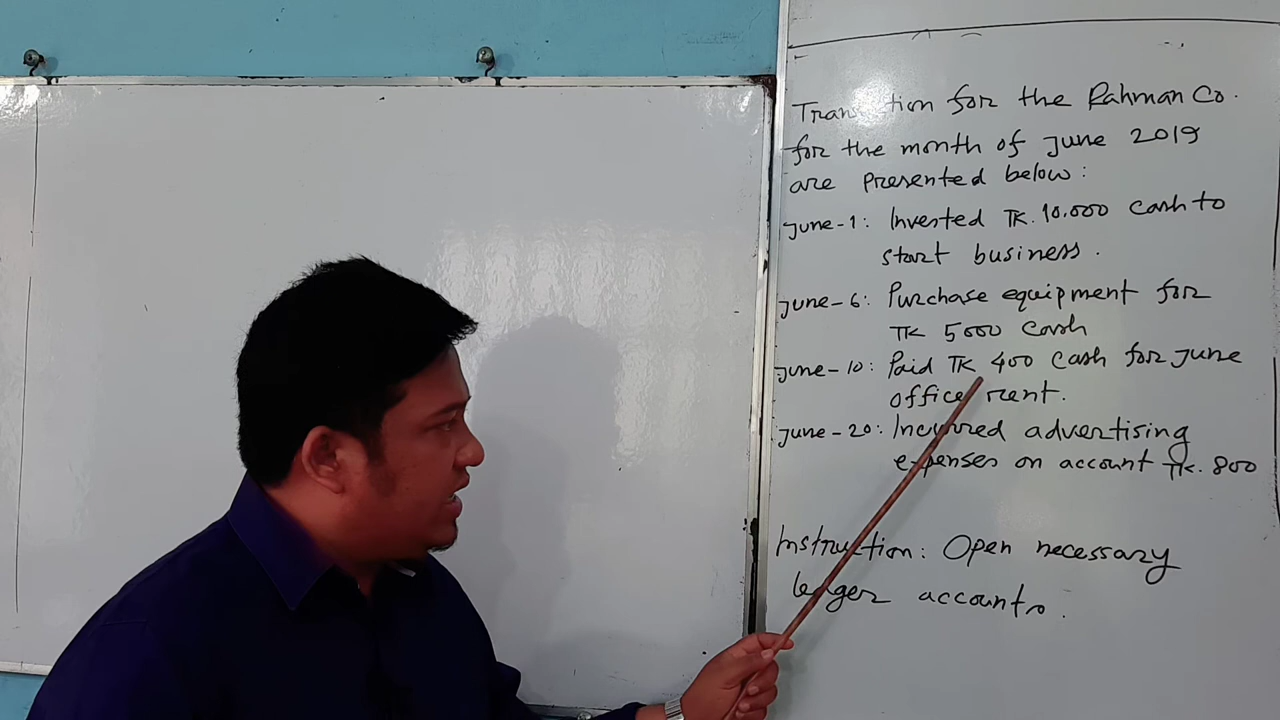 Transaction for the Rahman Co.
for the month of June 2019
are presented below:
June-1: Invested TK. 10.000 cash to
start business.
June-6: Purchase equipment for
TK 5000 cash
June-10: Paid TK 400 cash for June
office rent.
June-20: Incurred advertising
expenses on account TK. 800
Instruction: Open necessary
ledger accounts.